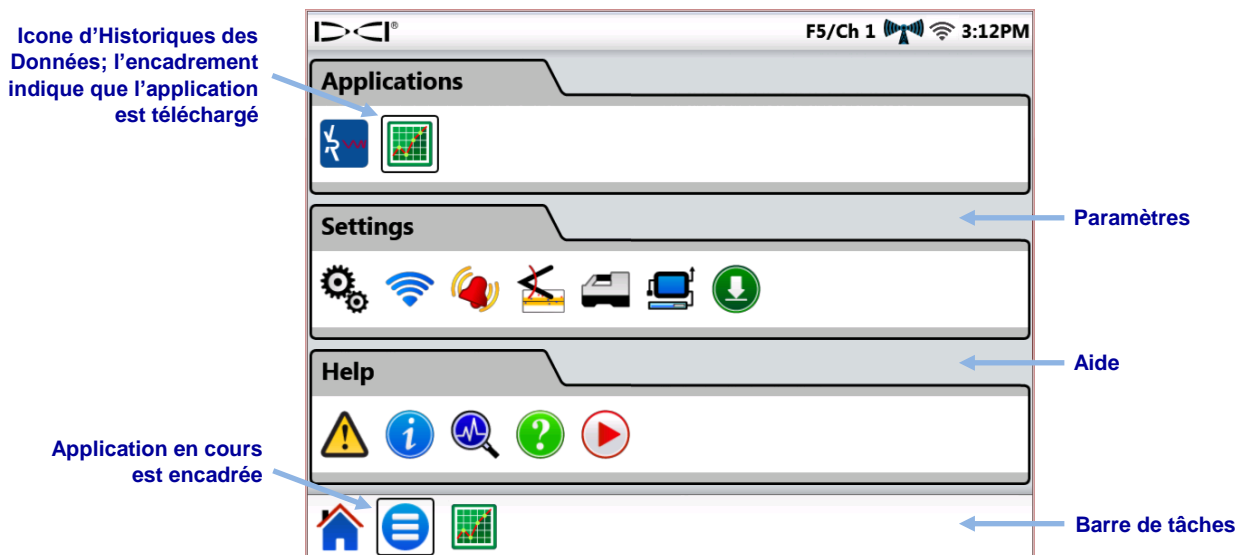 Icone d’Historiques des
Données; l’encadrement
indique que l’application
est téléchargé
DCI®
F5/Ch 1
3:12PM
Applications
Settings
Paramètres
Help
Aide
Application en cours
est encadrée
Barre de tâches